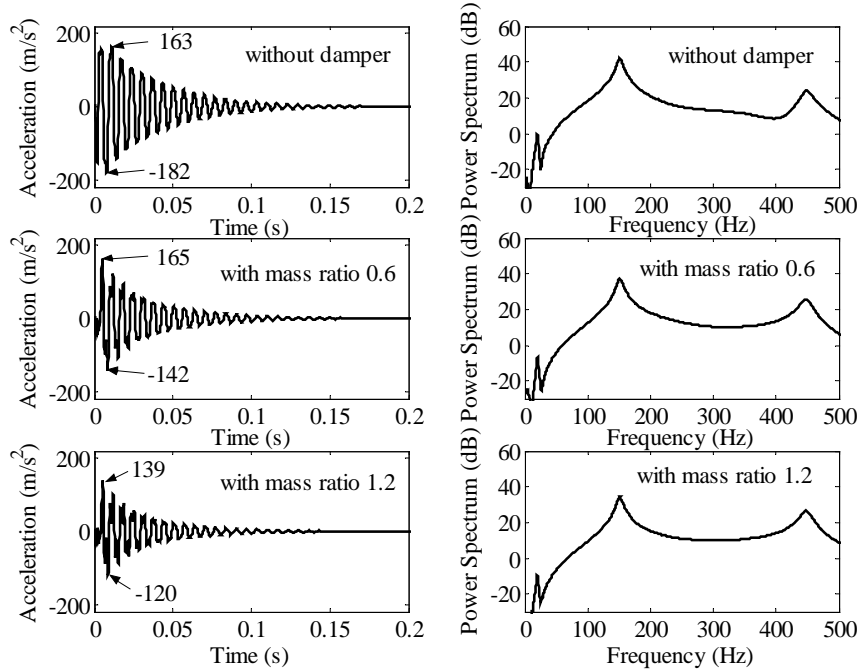 Acceleration (m/s²)
200
0
-200
163
-182
without damper
0 0.05 0.1 0.15 0.2
Time (s)
Power Spectrum (dB)
60
40
20
0
-20
without damper
0 100 200 300 400 500
Frequency (Hz)
Acceleration (m/s²)
200
0
-200
165
-142
with mass ratio 0.6
0 0.05 0.1 0.15 0.2
Time (s)
Power Spectrum (dB)
60
40
20
0
-20
with mass ratio 0.6
0 100 200 300 400 500
Frequency (Hz)
Acceleration (m/s²)
200
0
-200
139
-120
with mass ratio 1.2
0 0.05 0.1 0.15 0.2
Time (s)
Power Spectrum (dB)
60
40
20
0
-20
with mass ratio 1.2
0 100 200 300 400 500
Frequency (Hz)